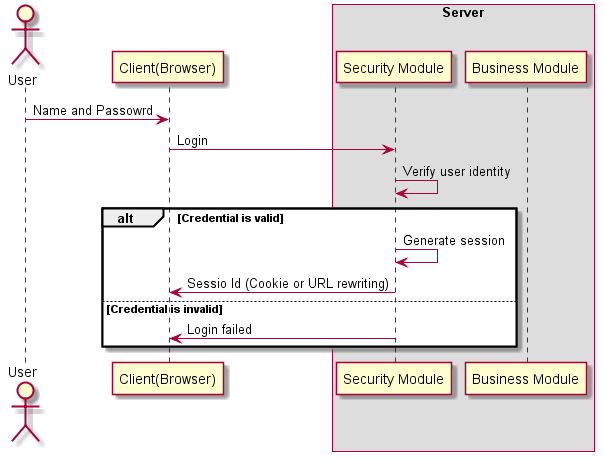 Server
User
Client(Browser)
Security Module
Business Module
Name and Passowrd
Login
Verify user identity
alt
[Credential is valid]
Generate session
Sessio Id (Cookie or URL rewriting)
[Credential is invalid]
Login failed
User
Client(Browser)
Security Module
Business Module